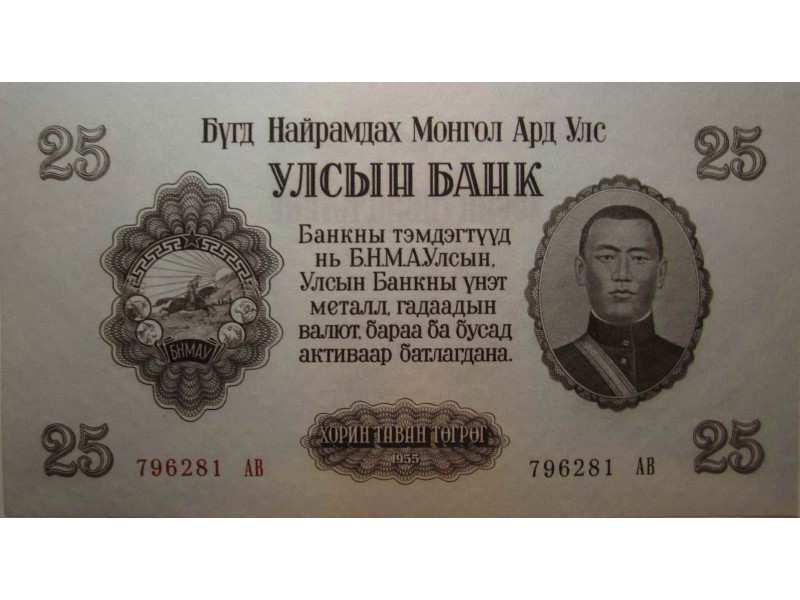 25 25
Бүгд Найрамдах Монгол Ард Улс
УЛСЫН БАНК
Банкны тэмдэгтүүд
нь Б.Н.М.А.Улсын,
Улсын Банкны үнэт
металл, гадаадын
валют, бараа ба бусад
активаар батлагдана.
БНМАУ
ХОРИН ТАВАН ТӨГРӨГ
1955
25 25
796281 АВ 796281 АВ